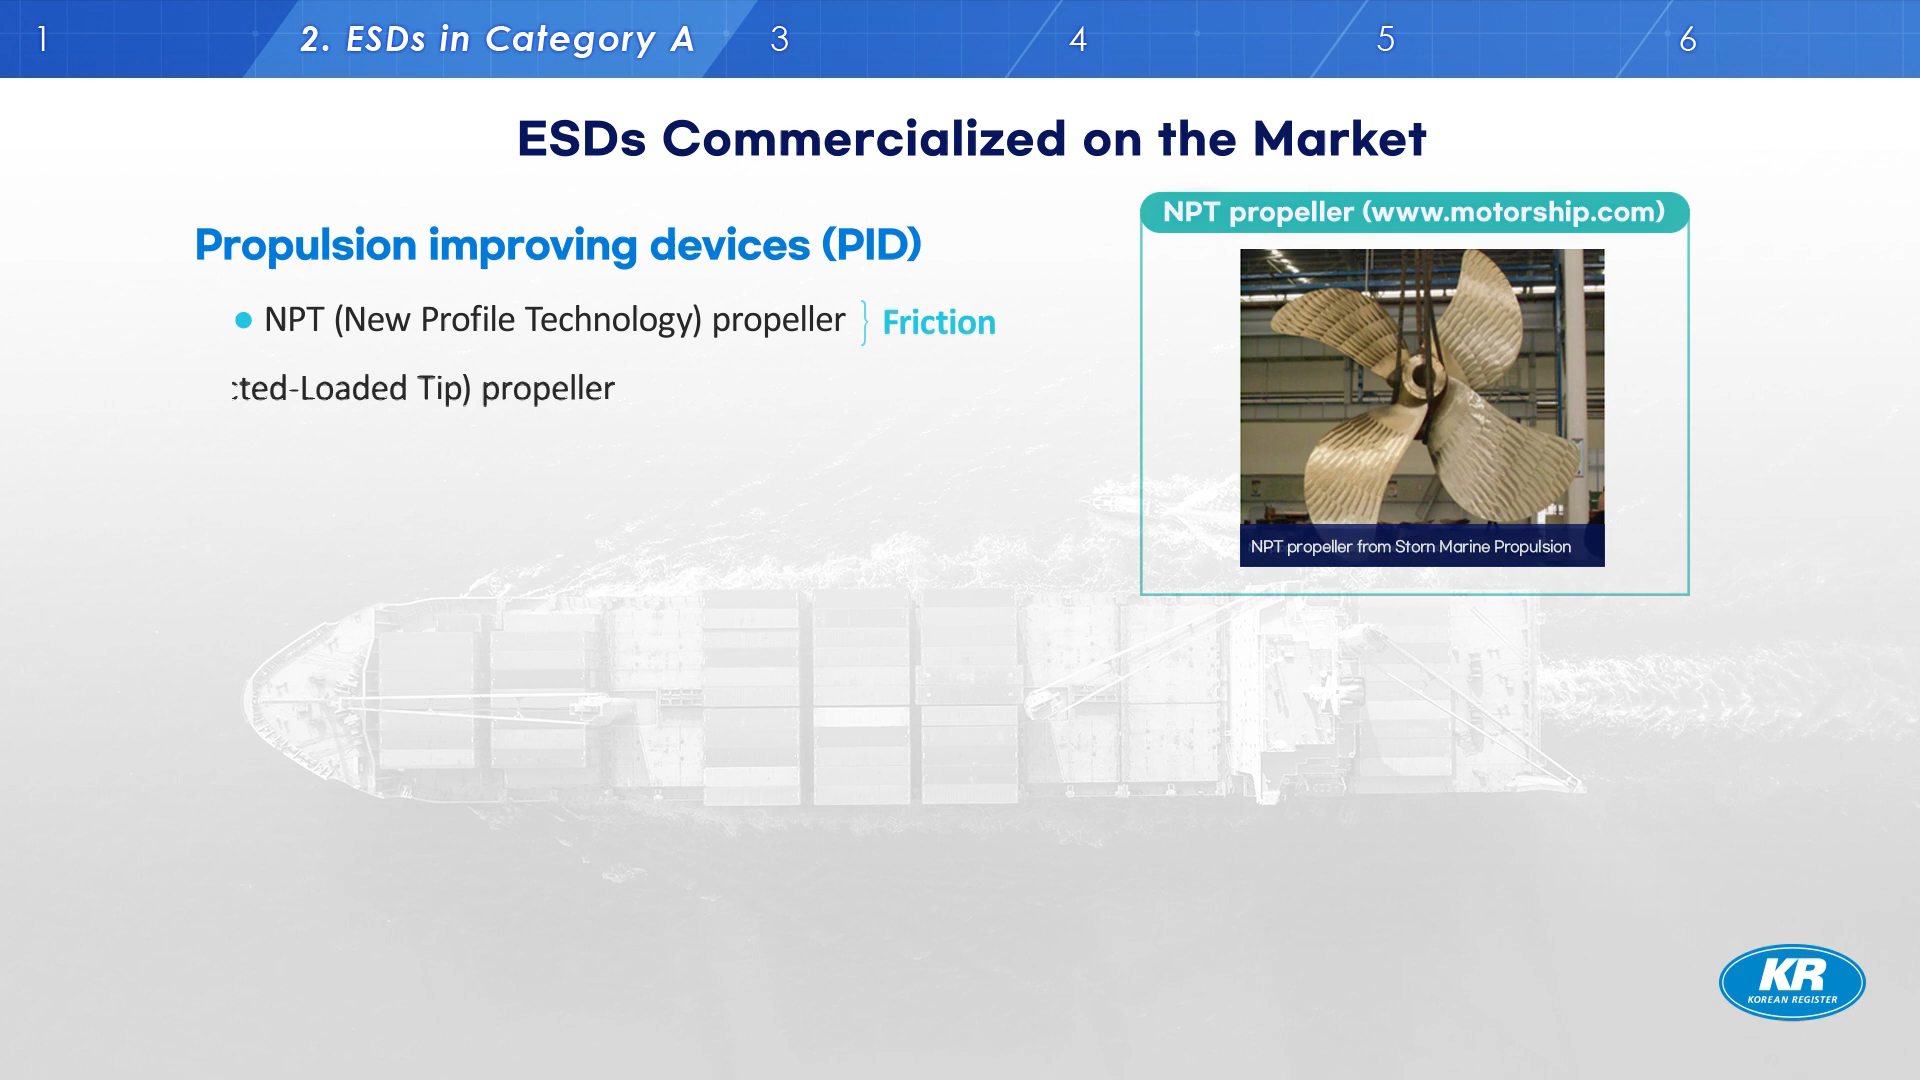 1
2. ESDs in Category A
3
4
5
6
ESDs Commercialized on the Market
Propulsion improving devices (PID)
NPT (New Profile Technology) propeller
Friction
-Loaded Tip) propeller
NPT propeller (www.motorship.com)
NPT propeller from Storn Marine Propulsion
KR
KOREAN REGISTER